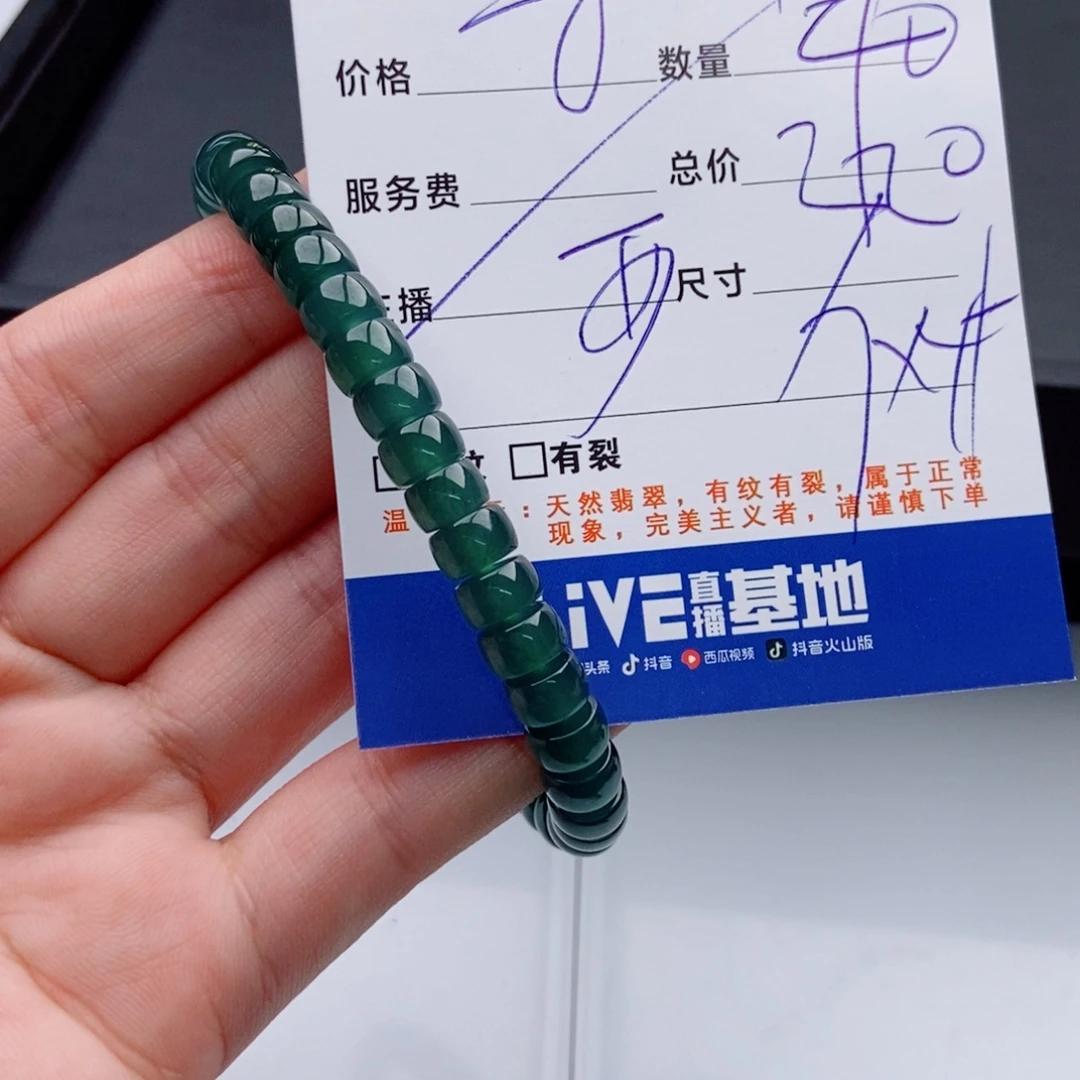 价格 数量
服务费 总价 220
播 尺寸 7x4
□有裂
温 ：天然翡翠，有纹有裂，属于正常
现象，完美主义者，请谨慎下单
iVE直播基地
头条 抖音 西瓜视频 抖音火山版